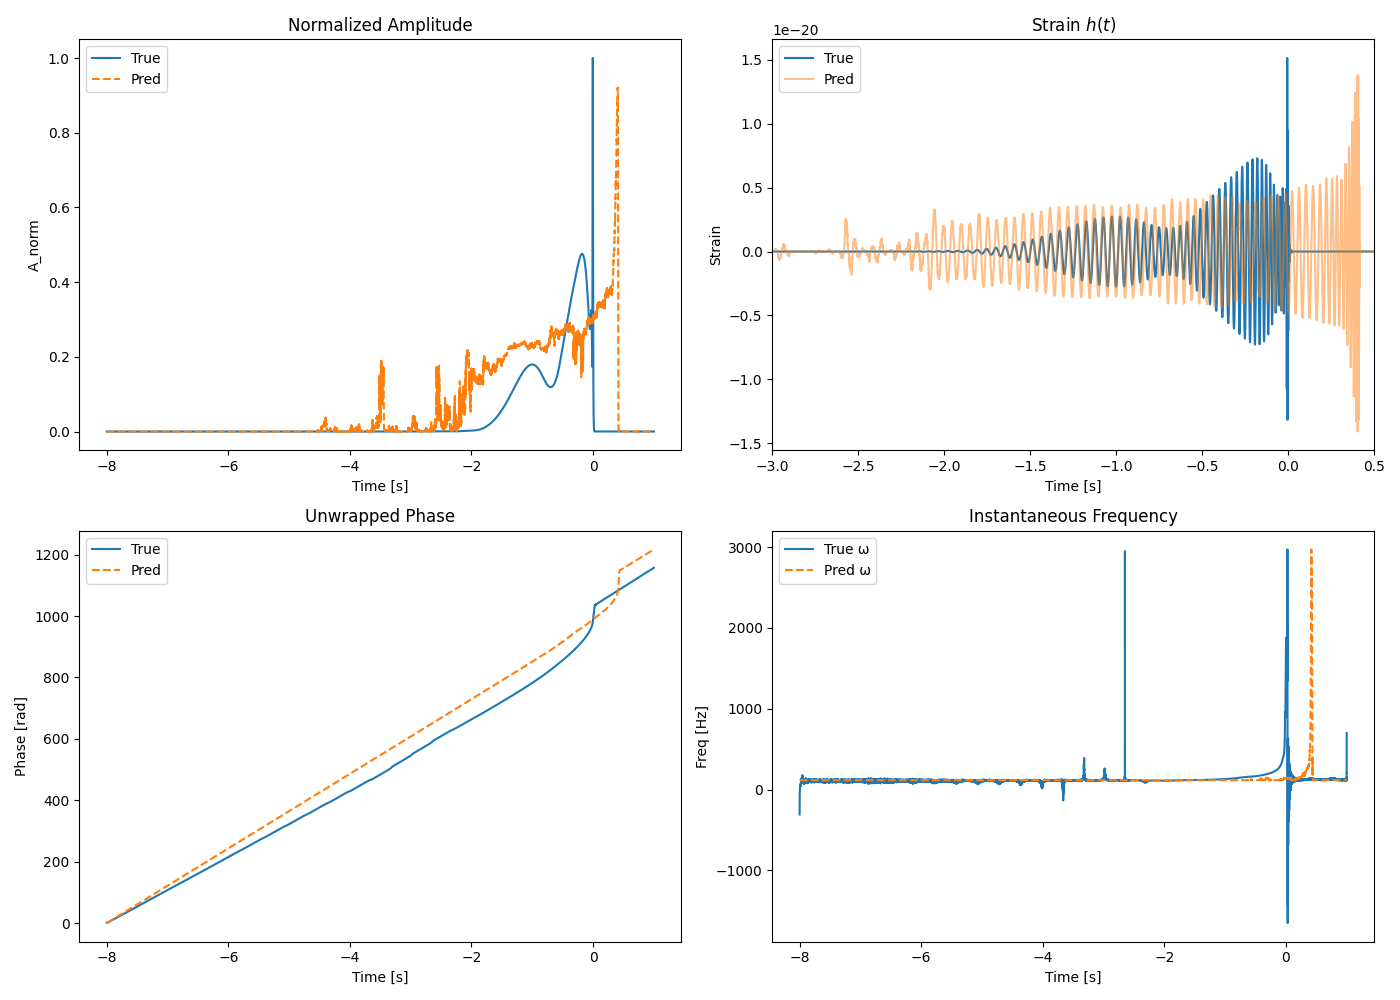 Normalized Amplitude
True
Pred
A_norm
1.0
0.8
0.6
0.4
0.2
0.0
−8
−6
−4
−2
0
Time [s]
Strain h(t)
1e−20
True
Pred
Strain
1.5
1.0
0.5
0.0
−0.5
−1.0
−1.5
−3.0
−2.5
−2.0
−1.5
−1.0
−0.5
0.0
0.5
Time [s]
Unwrapped Phase
True
Pred
Phase [rad]
1200
1000
800
600
400
200
0
−8
−6
−4
−2
0
Time [s]
Instantaneous Frequency
True ω
Pred ω
Freq [Hz]
3000
2000
1000
0
−1000
−8
−6
−4
−2
0
Time [s]